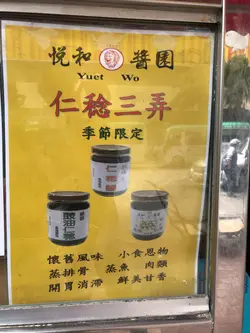 悅和醬園
Yuet Wo
仁稔三弄
季節限定
懷舊風味 小食恩物
蒸排骨 蒸魚 肉類
開胃消滯 鮮美甘香